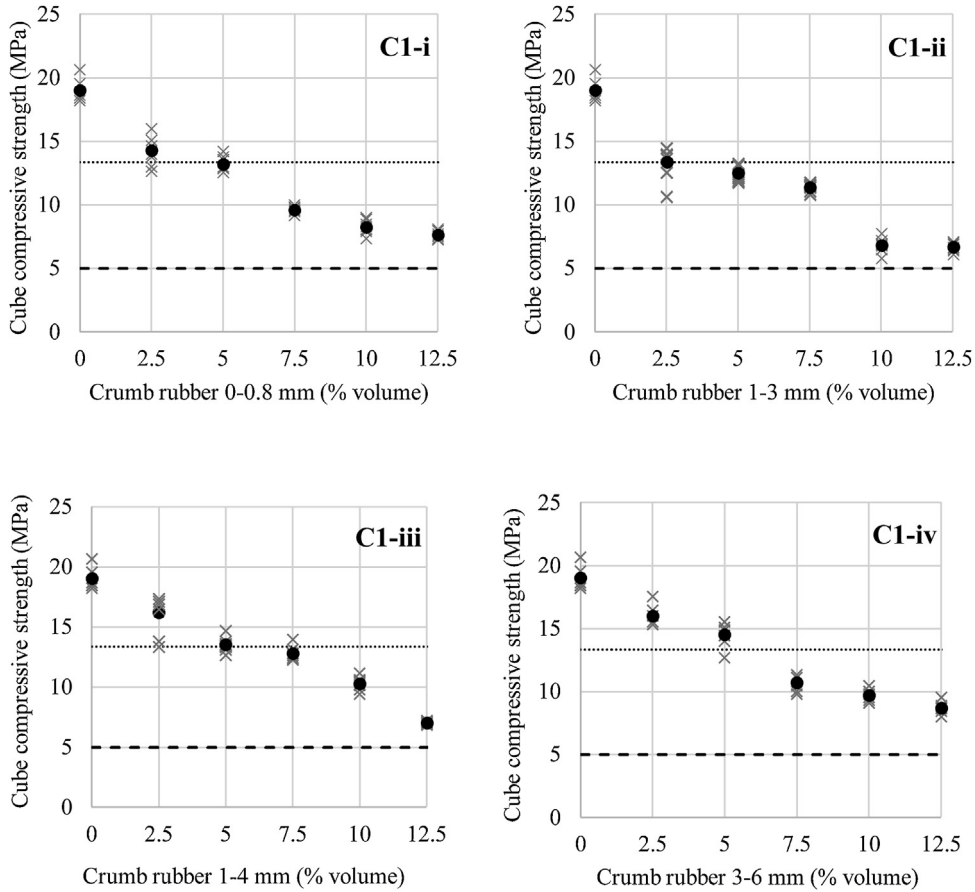 C1-i
Cube compressive strength (MPa)
25
20
15
10
5
0
0 2.5 5 7.5 10 12.5
Crumb rubber 0-0.8 mm (% volume)
C1-ii
Cube compressive strength (MPa)
25
20
15
10
5
0
0 2.5 5 7.5 10 12.5
Crumb rubber 1-3 mm (% volume)
C1-iii
Cube compressive strength (MPa)
25
20
15
10
5
0
0 2.5 5 7.5 10 12.5
Crumb rubber 1-4 mm (% volume)
C1-iv
Cube compressive strength (MPa)
25
20
15
10
5
0
0 2.5 5 7.5 10 12.5
Crumb rubber 3-6 mm (% volume)